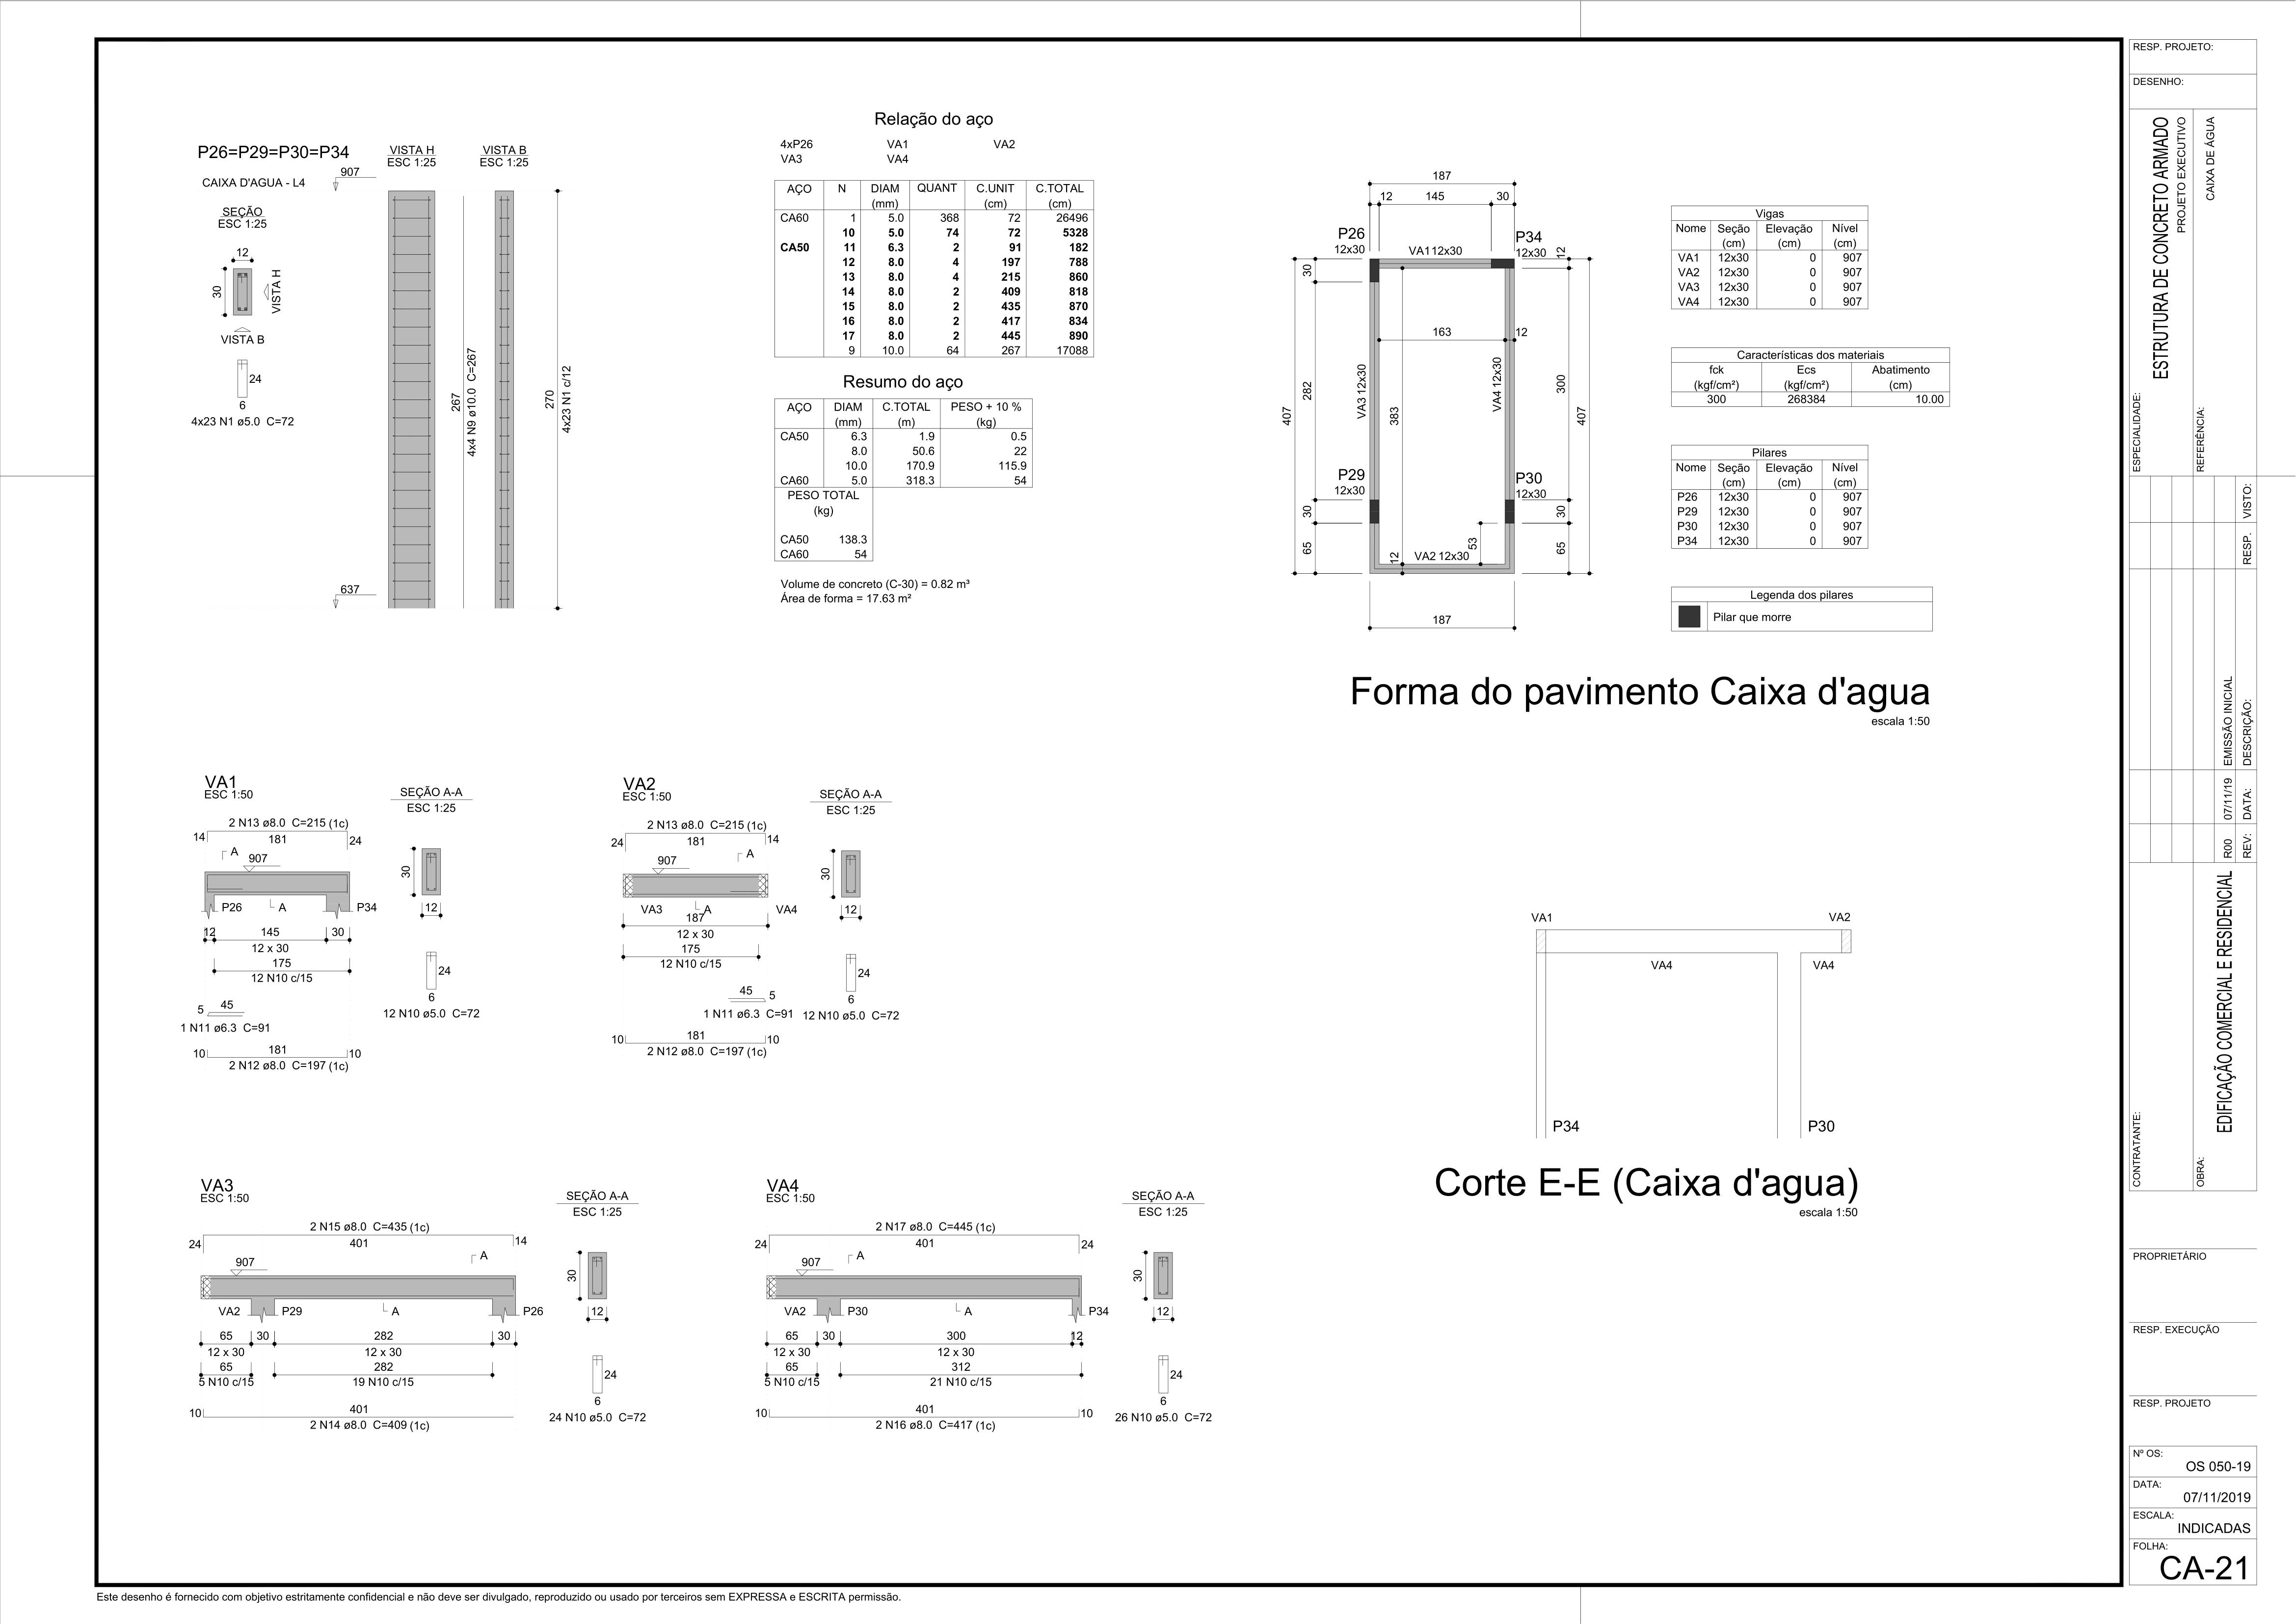 P26=P29=P30=P34
CAIXA D'AGUA - L4
SEÇÃO
ESC 1:25
12
30
VISTA H
VISTA B
24
6
4x23 N1 ø5.0 C=72
VISTA H
ESC 1:25
VISTA B
ESC 1:25
907
637
267
4x4 N9 ø10.0 C=267
270
4x23 N1 c/12
Relação do aço
4xP26 VA1 VA2
VA3 VA4
AÇO N DIAM QUANT C.UNIT C.TOTAL
(mm) (cm) (cm)
CA60 1 5.0 368 72 26496
10 5.0 74 72 5328
CA50 11 6.3 2 91 182
12 8.0 4 197 788
13 8.0 4 215 860
14 8.0 2 409 818
15 8.0 2 435 870
16 8.0 2 417 834
17 8.0 2 445 890
9 10.0 64 267 17088
Resumo do aço
AÇO DIAM C.TOTAL PESO + 10 %
(mm) (m) (kg)
CA50 6.3 1.9 0.5
8.0 50.6 22
10.0 170.9 115.9
CA60 5.0 318.3 54
PESO TOTAL
(kg)
CA50 138.3
CA60 54
Volume de concreto (C-30) = 0.82 m³
Área de forma = 17.63 m²
187
12 145 30
P26
12x30
VA1 12x30
P34
12x30
12
30
407
282
VA3 12x30
383
163
12
VA4 12x30
300
407
P29
12x30
P30
12x30
30
30
65
12
VA2 12x30
53
65
187
Vigas
Nome Seção Elevação Nível
(cm) (cm) (cm)
VA1 12x30 0 907
VA2 12x30 0 907
VA3 12x30 0 907
VA4 12x30 0 907
Características dos materiais
fck Ecs Abatimento
(kgf/cm²) (kgf/cm²) (cm)
300 268384 10.00
Pilares
Nome Seção Elevação Nível
(cm) (cm) (cm)
P26 12x30 0 907
P29 12x30 0 907
P30 12x30 0 907
P34 12x30 0 907
Legenda dos pilares
Pilar que morre
Forma do pavimento Caixa d'agua
escala 1:50
VA1
ESC 1:50
2 N13 ø8.0 C=215 (1c)
14 181 24
A
907
P26 A P34
12 145 30
12 x 30
175
12 N10 c/15
5 45
1 N11 ø6.3 C=91
10 181 10
2 N12 ø8.0 C=197 (1c)
SEÇÃO A-A
ESC 1:25
30
12
24
6
12 N10 ø5.0 C=72
VA2
ESC 1:50
2 N13 ø8.0 C=215 (1c)
24 181 14
A
907
VA3 A VA4
187
12 x 30
175
12 N10 c/15
45 5
1 N11 ø6.3 C=91
10 181 10
2 N12 ø8.0 C=197 (1c)
SEÇÃO A-A
ESC 1:25
30
12
24
6
12 N10 ø5.0 C=72
VA3
ESC 1:50
2 N15 ø8.0 C=435 (1c)
24 401 14
A
907
VA2 P29 A P26
65 30 282 30
12 x 30 12 x 30
65 282
5 N10 c/15 19 N10 c/15
10 401
2 N14 ø8.0 C=409 (1c)
SEÇÃO A-A
ESC 1:25
30
12
24
6
24 N10 ø5.0 C=72
VA4
ESC 1:50
2 N17 ø8.0 C=445 (1c)
24 401 24
A
907
VA2 P30 A P34
65 30 300 12
12 x 30 12 x 30
65 312
5 N10 c/15 21 N10 c/15
10 401 10
2 N16 ø8.0 C=417 (1c)
SEÇÃO A-A
ESC 1:25
30
12
24
6
26 N10 ø5.0 C=72
VA1 VA2
VA4 VA4
P34 P30
Corte E-E (Caixa d'agua)
escala 1:50
RESP. PROJETO:
DESENHO:
ESPECIALIDADE:
ESTRUTURA DE CONCRETO ARMADO
PROJETO EXECUTIVO
REFERÊNCIA:
CAIXA DE ÁGUA
VISTO:
RESP.
EMISSÃO INICIAL
DESCRIÇÃO:
07/11/19
DATA:
R00
REV:
CONTRATANTE:
OBRA:
EDIFICAÇÃO COMERCIAL E RESIDENCIAL
PROPRIETÁRIO
RESP. EXECUÇÃO
RESP. PROJETO
Nº OS:
OS 050-19
DATA:
07/11/2019
ESCALA:
INDICADAS
FOLHA:
CA-21
Este desenho é fornecido com objetivo estritamente confidencial e não deve ser divulgado, reproduzido ou usado por terceiros sem EXPRESSA e ESCRITA permissão.